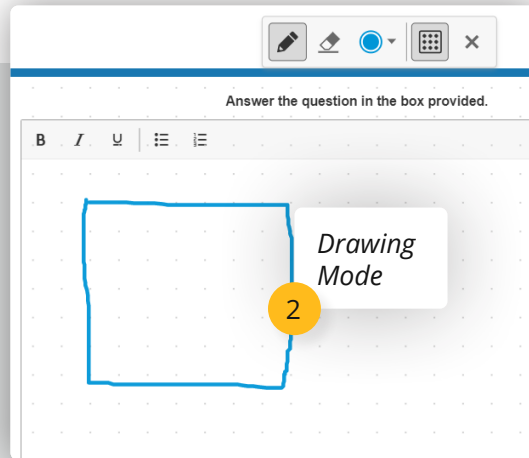 Answer the question in the box provided.
B I U
Drawing
Mode
2